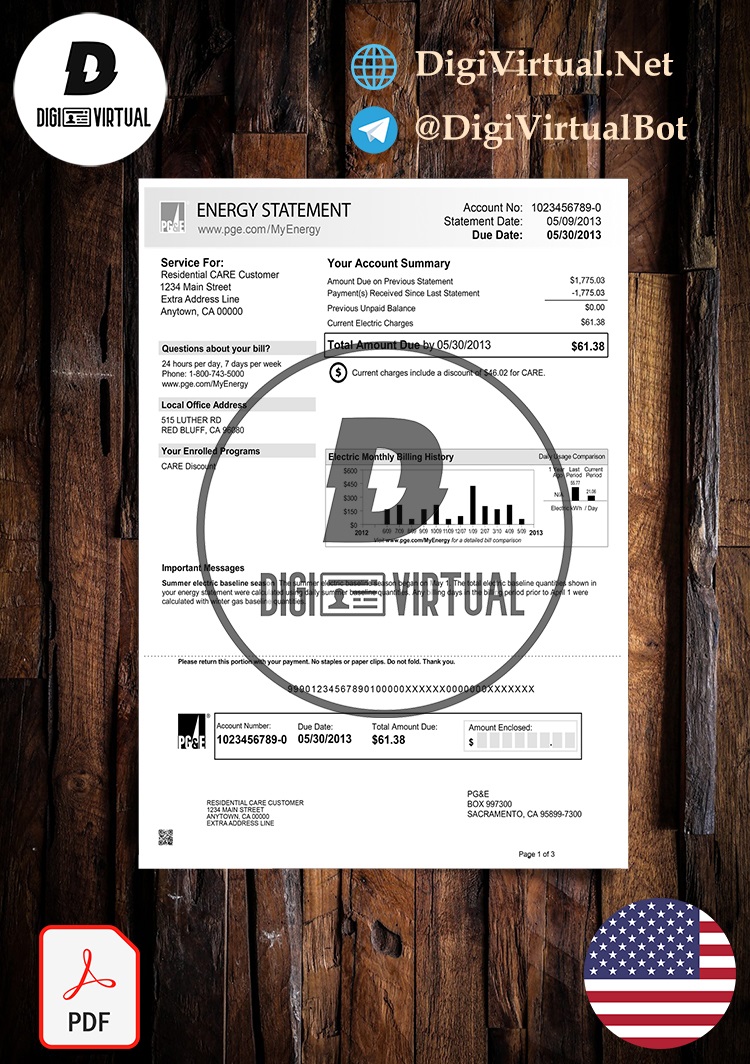 DigiVirtual.Net
@DigiVirtualBot
D
DIGI VIRTUAL
PG&E
ENERGY STATEMENT
www.pge.com/MyEnergy
Account No: 1023456789-0
Statement Date: 05/09/2013
Due Date: 05/30/2013
Service For:
Residential CARE Customer
1234 Main Street
Extra Address Line
Anytown, CA 00000
Questions about your bill?
24 hours per day, 7 days per week
Phone: 1-800-743-5000
www.pge.com/MyEnergy
Local Office Address
515 LUTHER RD
RED BLUFF, CA 96080
Your Enrolled Programs
CARE Discount
Your Account Summary
Amount Due on Previous Statement $1,775.03
Payment(s) Received Since Last Statement -1,775.03
Previous Unpaid Balance $0.00
Current Electric Charges $61.38
Total Amount Due by 05/30/2013 $61.38
$ Current charges include a discount of $46.02 for CARE.
Electric Monthly Billing History
Daily Usage Comparison
1 Year Ago Last Period Current Period
N/A 55.77 21.06
Electric kWh / Day
$600
$450
$300
$150
$0
2012 6/09 7/09 8/09 9/09 10/09 11/09 12/07 1/09 2/07 3/10 4/09 5/09 2013
Visit www.pge.com/MyEnergy for a detailed bill comparison
D
DIGI VIRTUAL
Important Messages
Summer electric baseline season The summer electric baseline season began on May 1. The total electric baseline quantities shown in
your energy statement were calculated using daily summer baseline quantities. Any billing days in the billing period prior to April 1 were
calculated with winter gas baseline quantities.
Please return this portion with your payment. No staples or paper clips. Do not fold. Thank you.
99901234567890100000XXXXXX0000000XXXXXXX
PG&E ®
Account Number: Due Date: Total Amount Due: Amount Enclosed:
1023456789-0 05/30/2013 $61.38 $ .
RESIDENTIAL CARE CUSTOMER
1234 MAIN STREET
ANYTOWN, CA 00000
EXTRA ADDRESS LINE
PG&E
BOX 997300
SACRAMENTO, CA 95899-7300
Page 1 of 3
PDF